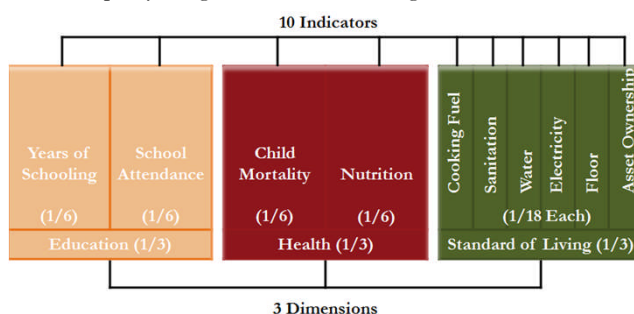 10 Indicators
Years of
Schooling
(1/6)
School
Attendance
(1/6)
Education (1/3)
Child
Mortality
(1/6)
Nutrition
(1/6)
Health (1/3)
Cooking Fuel
Sanitation
Water
Electricity
Floor
Asset Ownership
(1/18 Each)
Standard of Living (1/3)
3 Dimensions